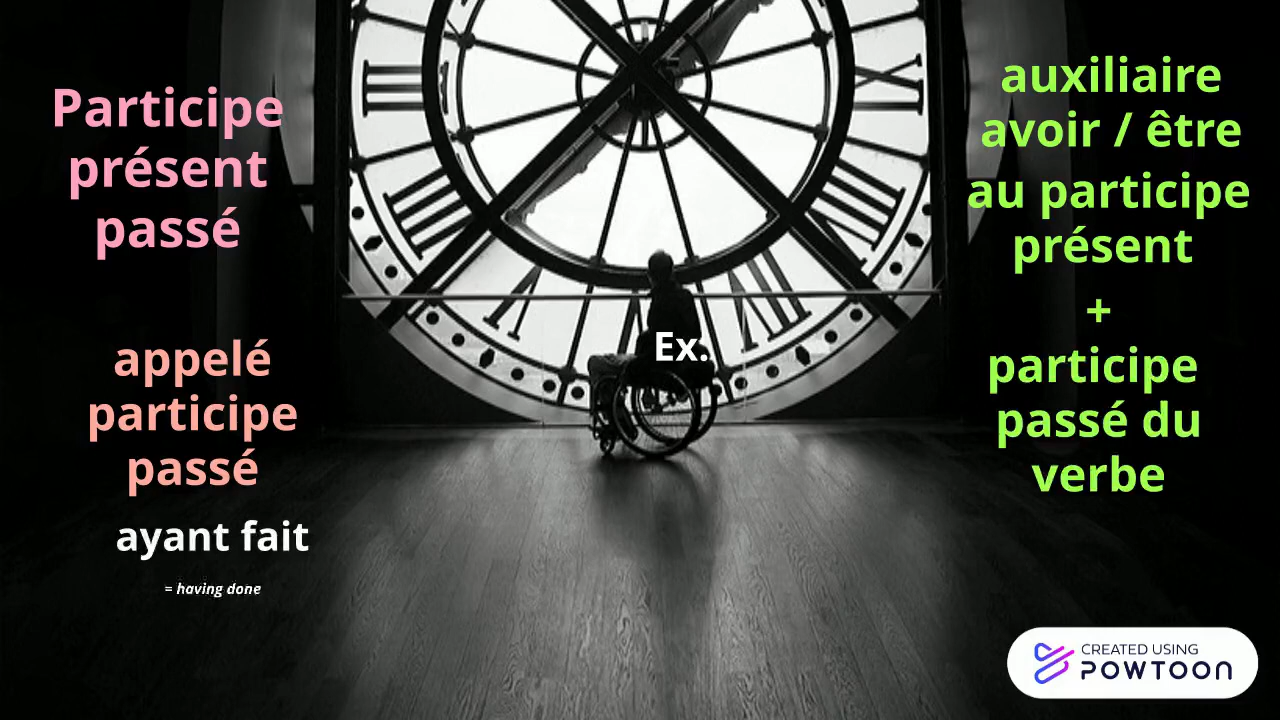 Participe
présent
passé
appelé
participe
passé
ayant fait
= having done
Ex.
auxiliaire
avoir / être
au participe
présent
+
participe
passé du
verbe
CREATED USING
POWTOON